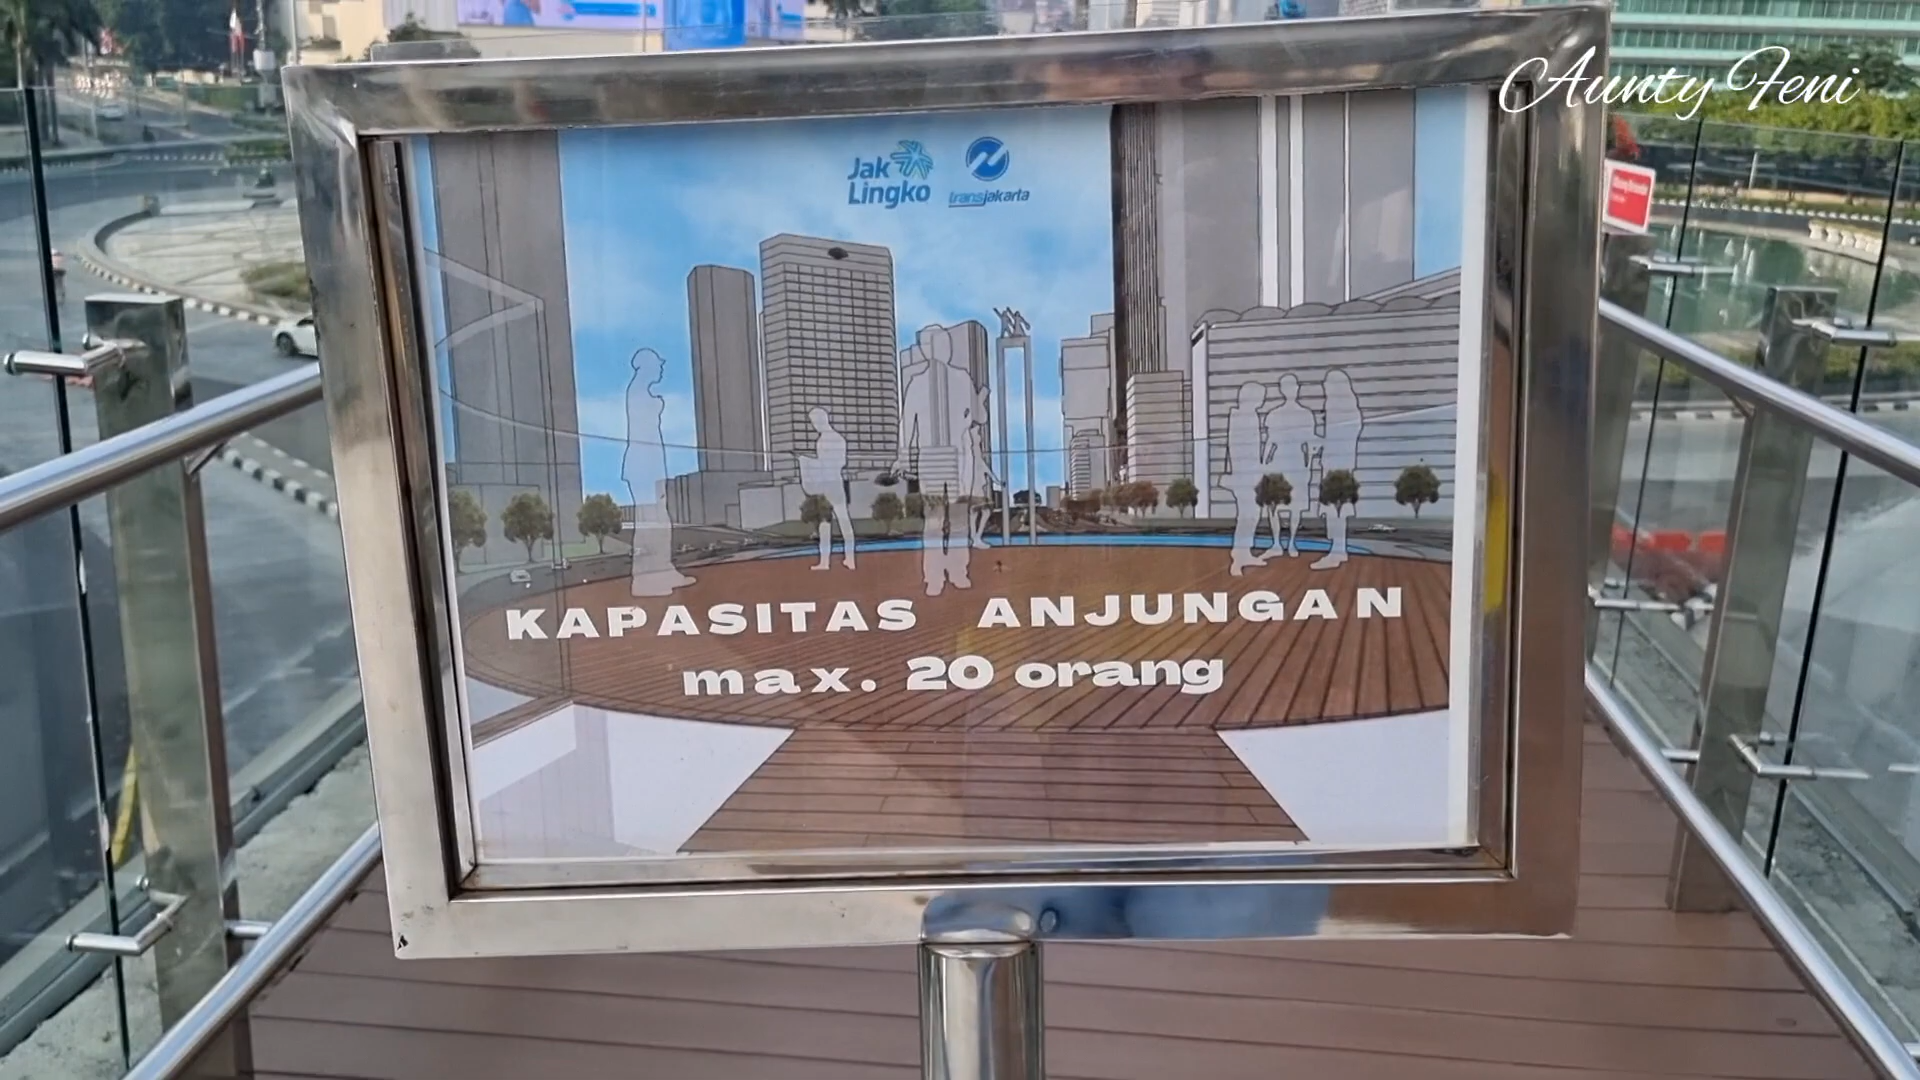 Aunty Feni
Jak
Lingko
transjakarta
KAPASITAS ANJUNGAN
max. 20 orang